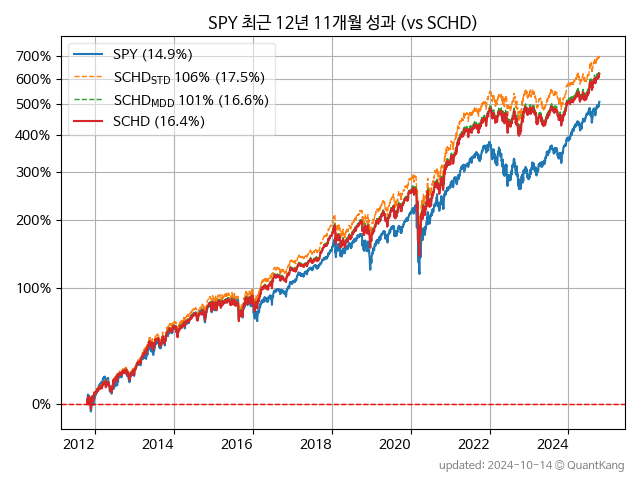 SPY 최근 12년 11개월 성과 (vs SCHD)
SPY (14.9%)
SCHD_STD 106% (17.5%)
SCHD_MDD 101% (16.6%)
SCHD (16.4%)
700%
600%
500%
400%
300%
200%
100%
0%
2012 2014 2016 2018 2020 2022 2024
updated: 2024-10-14 © QuantKang